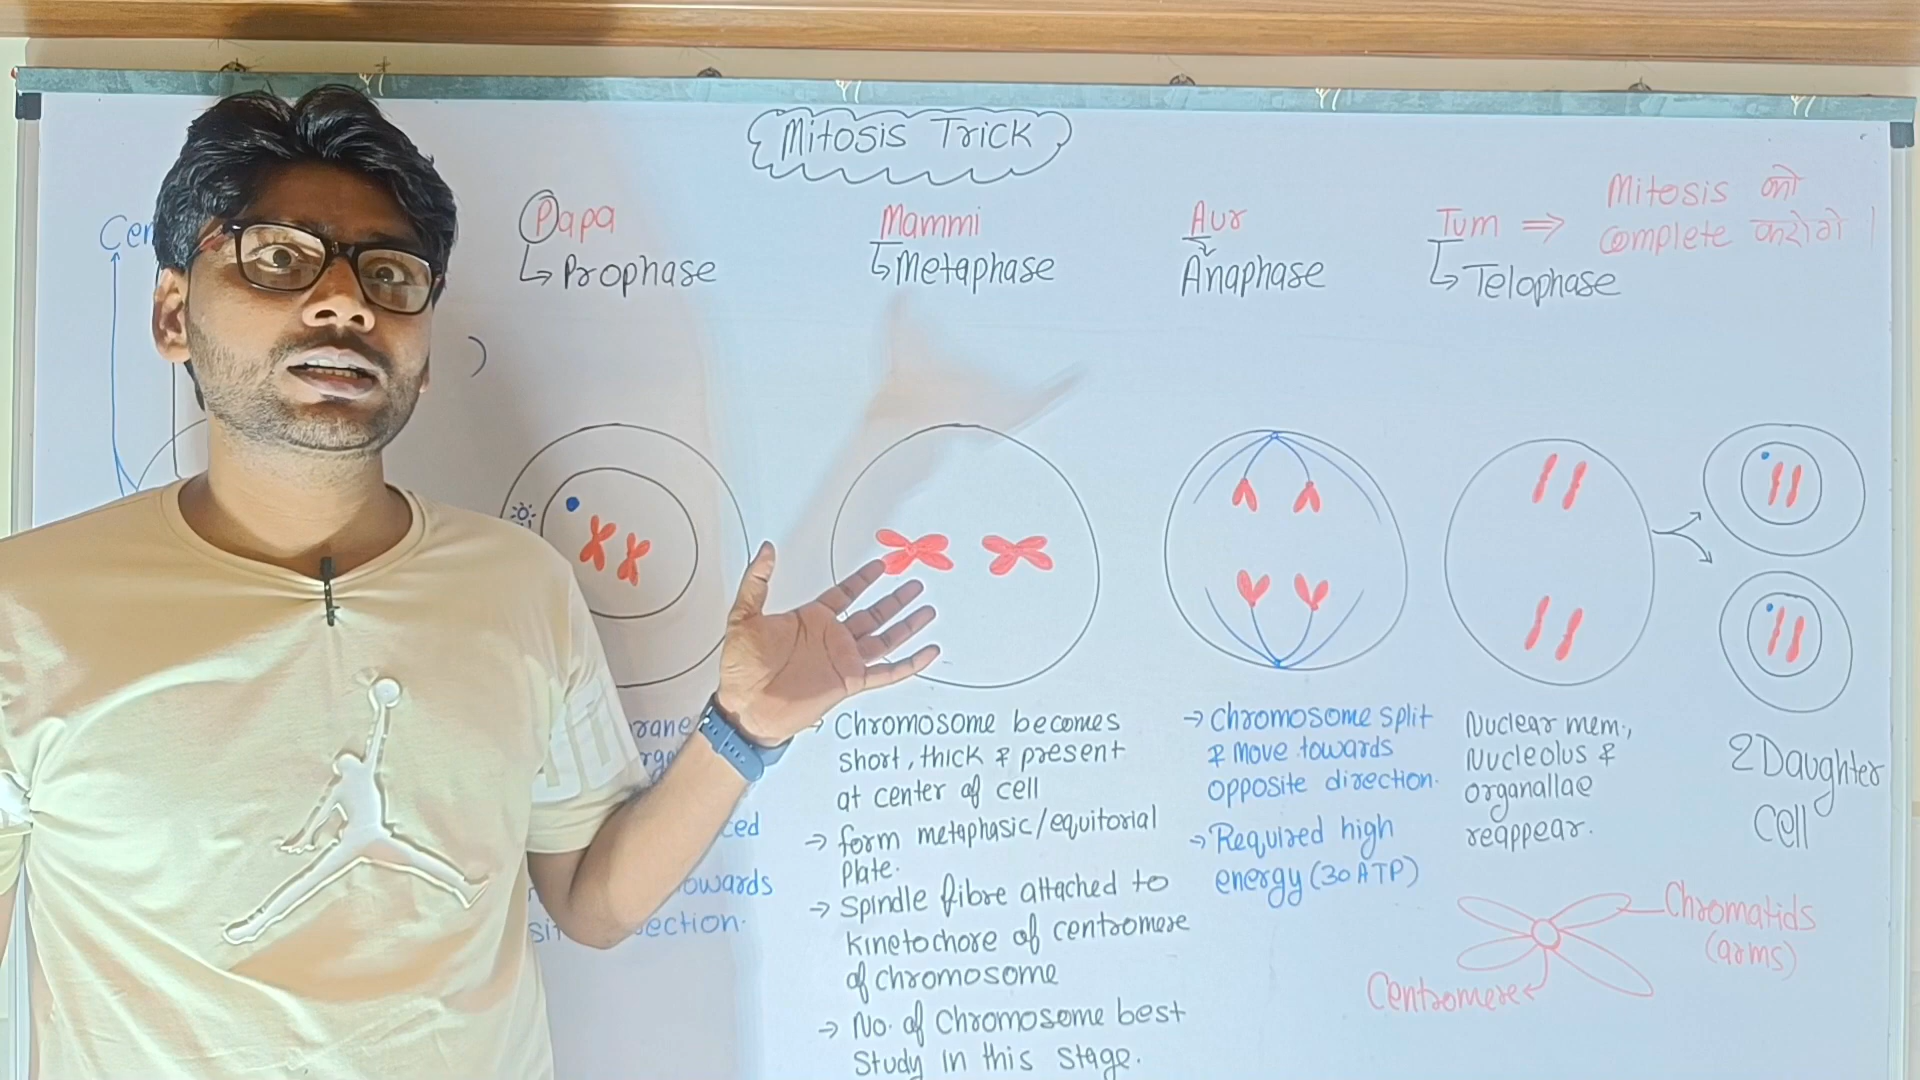 Mitosis Trick
Papa
Prophase
Mammi
Metaphase
Aur
Anaphase
Tum ⇒ Mitosis को
complete करोगे ।
Telophase
→ Chromosome becomes
short, thick & present
at center of cell
→ form metaphasic/equitorial
Plate.
→ Spindle fibre attached to
kinetochore of centromere
of chromosome
→ No. of Chromosome best
Study in this stage.
→ Chromosome split
& move towards
opposite direction.
→ Required high
energy (30 ATP)
Nuclear mem.,
Nucleolus &
organallae
reappear.
2 Daughter
Cell
Chromatids
(arms)
Centromere